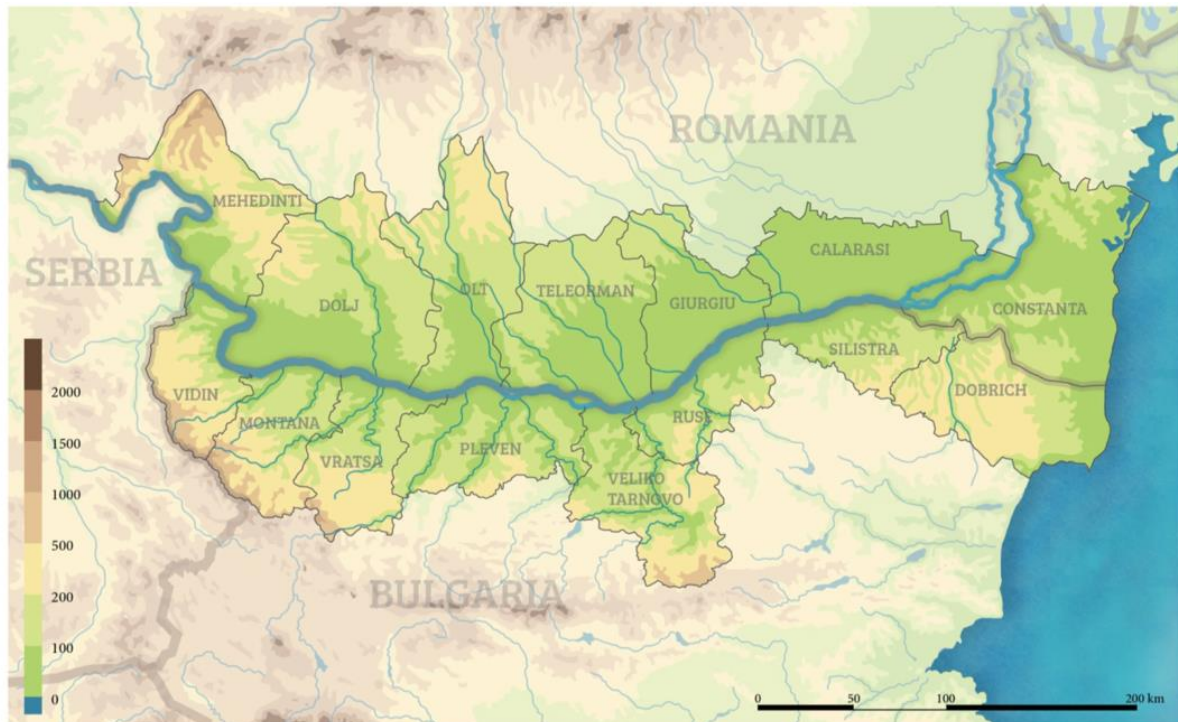 ROMANIA
MEHEDINTI
CALARASI
SERBIA
DOLJ
OLT
TELEORMAN
GIURGIU
CONSTANTA
SILISTRA
VIDIN
DOBRICH
MONTANA
RUSE
PLEVEN
VRATSA
VELIKO
TARNOVO
BULGARIA
2000
1500
1000
500
200
100
0
0 50 100 200 km